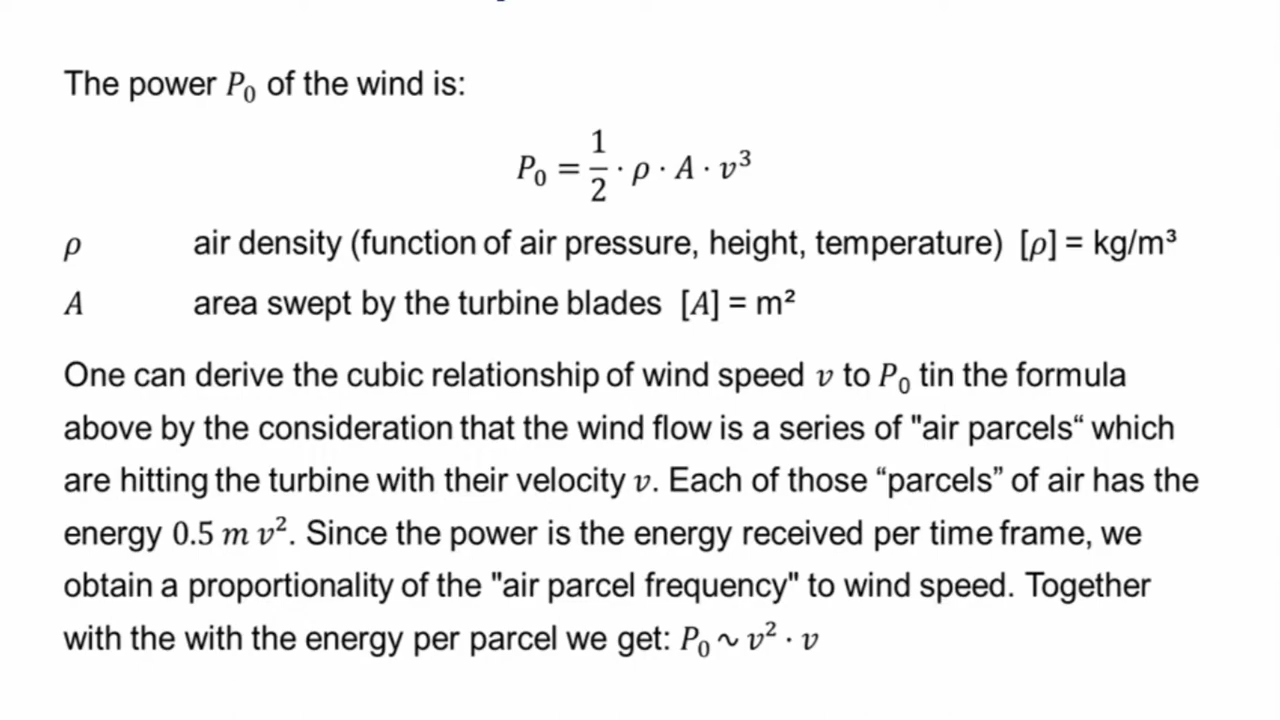 The power P₀ of the wind is:
P₀ = 1/2 · ρ · A · v³
ρ air density (function of air pressure, height, temperature) [ρ] = kg/m³
A area swept by the turbine blades [A] = m²
One can derive the cubic relationship of wind speed v to P₀ tin the formula
above by the consideration that the wind flow is a series of "air parcels“ which
are hitting the turbine with their velocity v. Each of those “parcels” of air has the
energy 0.5 m v². Since the power is the energy received per time frame, we
obtain a proportionality of the "air parcel frequency" to wind speed. Together
with the with the energy per parcel we get: P₀ ~ v² · v